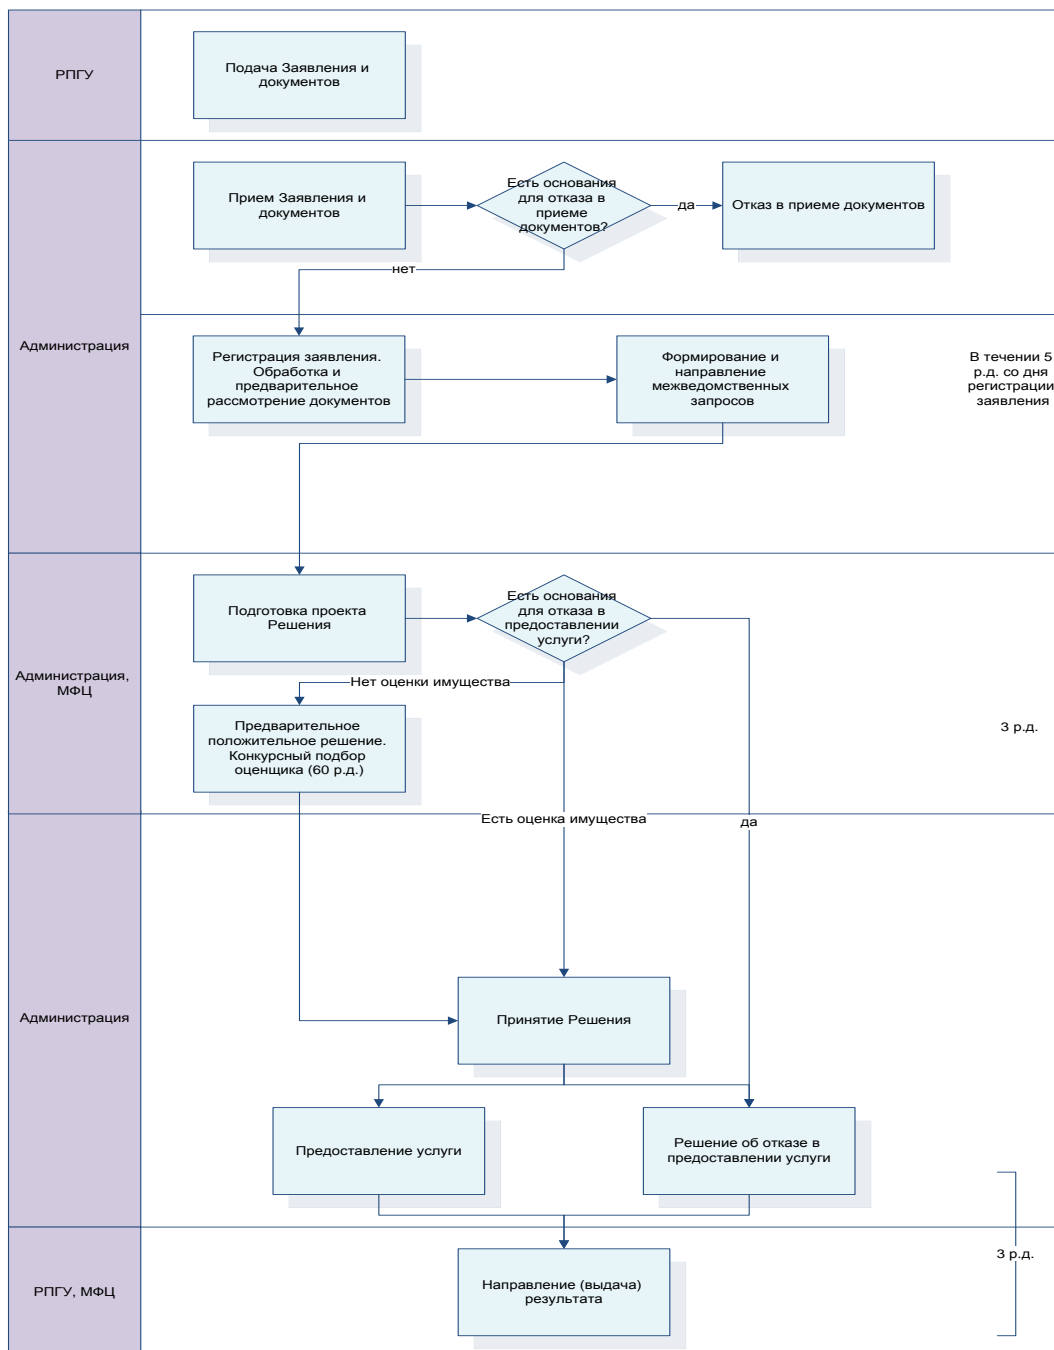 РПГУ
Подача Заявления и
документов
Администрация
Прием Заявления и
документов
Есть основания
для отказа в
приеме
документов?
да
Отказ в приеме документов
нет
Регистрация заявления.
Обработка и
предварительное
рассмотрение документов
Формирование и
направление
межведомственных
запросов
В течении 5
р.д. со дня
регистрации
заявления
Администрация,
МФЦ
Подготовка проекта
Решения
Есть основания
для отказа в
предоставлении
услуги?
Нет оценки имущества
Предварительное
положительное решение.
Конкурсный подбор
оценщика (60 р.д.)
3 р.д.
Есть оценка имущества
да
Администрация
Принятие Решения
Предоставление услуги
Решение об отказе в
предоставлении услуги
3 р.д.
РПГУ, МФЦ
Направление (выдача)
результата